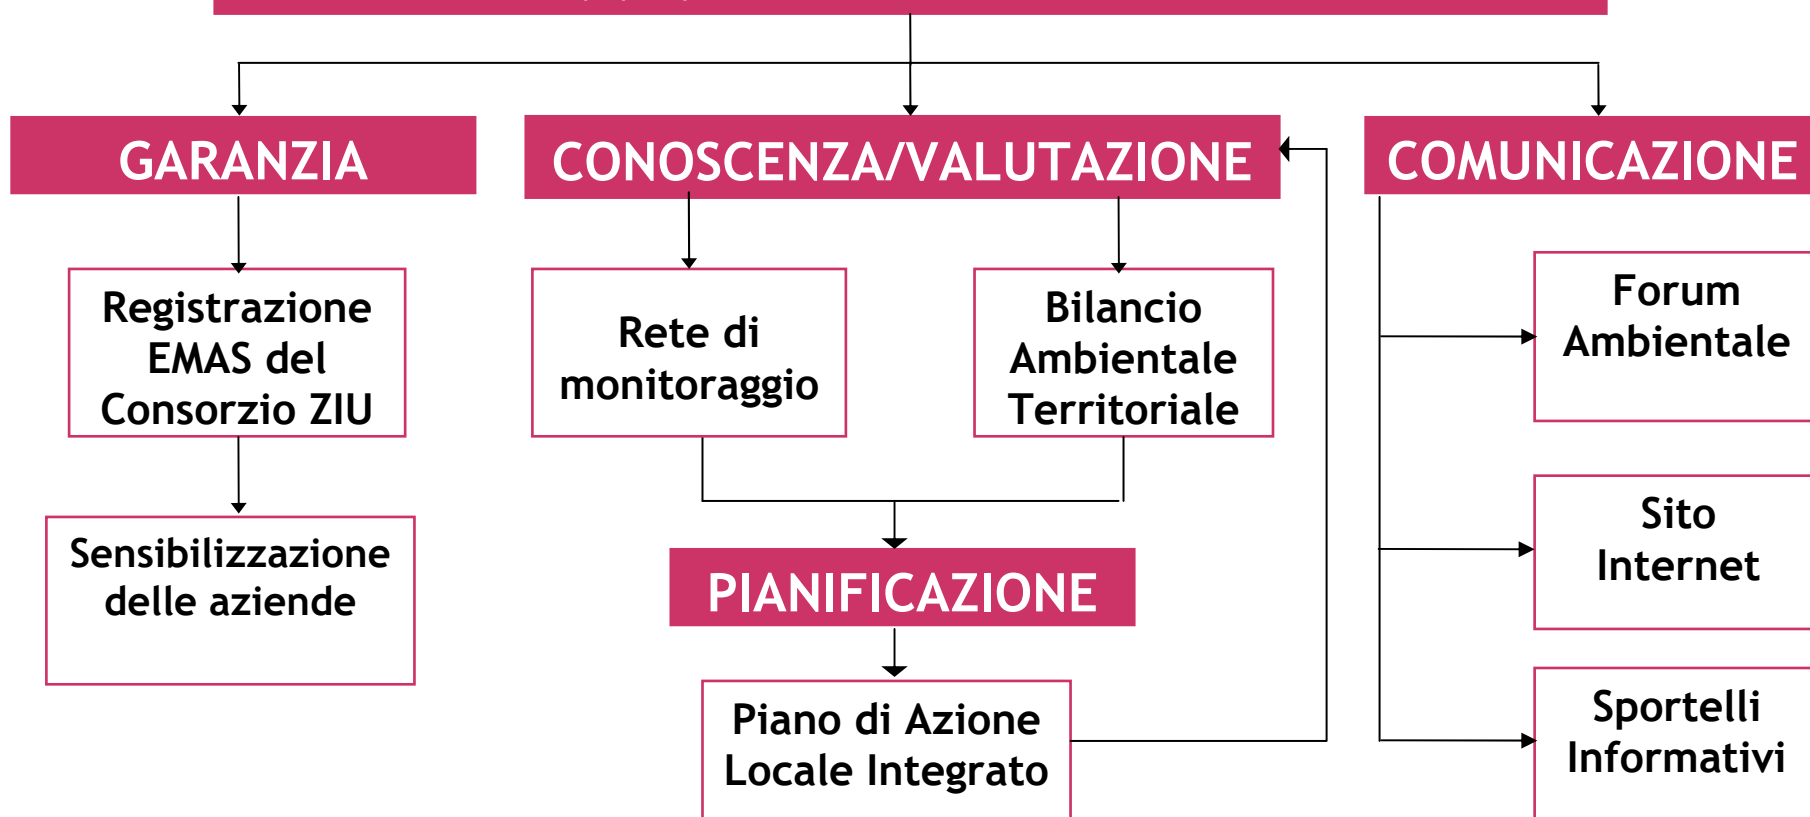 GARANZIA
CONOSCENZA/VALUTAZIONE
COMUNICAZIONE
Registrazione
EMAS del
Consorzio ZIU
Rete di
monitoraggio
Bilancio
Ambientale
Territoriale
Forum
Ambientale
Sensibilizzazione
delle aziende
PIANIFICAZIONE
Sito
Internet
Piano di Azione
Locale Integrato
Sportelli
Informativi